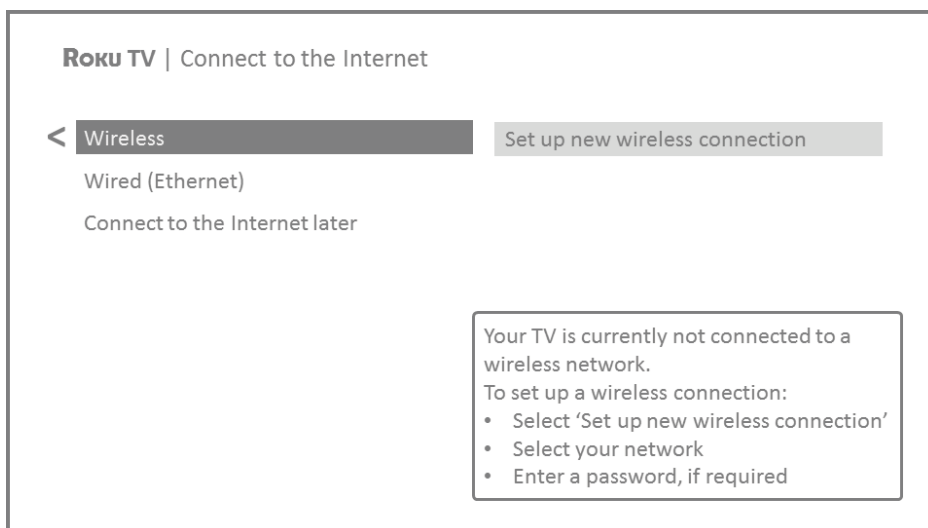 Roku TV | Connect to the Internet
< Wireless
Set up new wireless connection
Wired (Ethernet)
Connect to the Internet later
Your TV is currently not connected to a
wireless network.
To set up a wireless connection:
• Select ‘Set up new wireless connection’
• Select your network
• Enter a password, if required